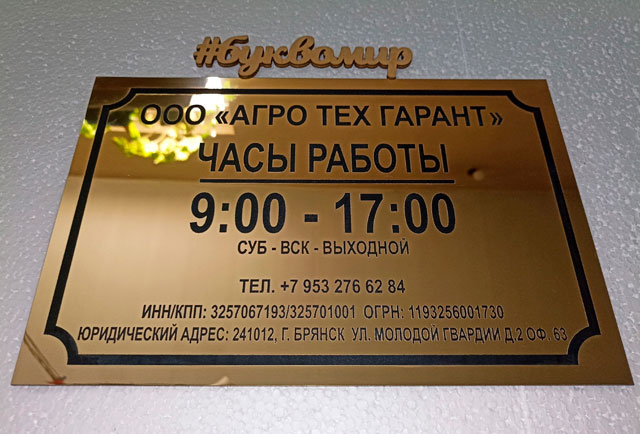 #буквомир
ООО «АГРО ТЕХ ГАРАНТ»
ЧАСЫ РАБОТЫ
9:00 - 17:00
СУБ - ВСК - ВЫХОДНОЙ
ТЕЛ. +7 953 276 62 84
ИНН/КПП: 3257067193/325701001 ОГРН: 1193256001730
ЮРИДИЧЕСКИЙ АДРЕС: 241012, Г. БРЯНСК УЛ. МОЛОДОЙ ГВАРДИИ Д.2 ОФ. 63